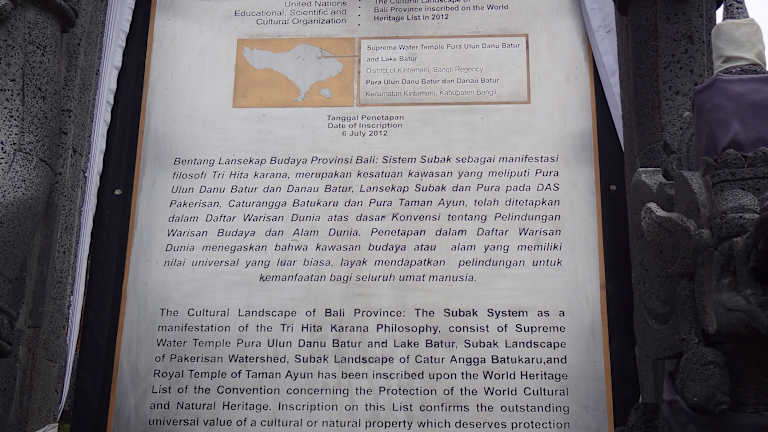 United Nations
Educational, Scientific and
Cultural Organization
The Cultural Landscape of
Bali Province inscribed on the World
Heritage List in 2012
Supreme Water Temple Pura Ulun Danu Batur
and Lake Batur
District of Kintamani, Bangli Regency
Pura Ulun Danu Batur dan Danau Batur
Kecamatan Kintamani, Kabupaten Bangli
Tanggal Penetapan
Date of Inscription
6 July 2012
Bentang Lansekap Budaya Provinsi Bali: Sistem Subak sebagai manifestasi
filosofi Tri Hita karana, merupakan kesatuan kawasan yang meliputi Pura
Ulun Danu Batur dan Danau Batur, Lansekap Subak dan Pura pada DAS
Pakerisan, Caturangga Batukaru dan Pura Taman Ayun, telah ditetapkan
dalam Daftar Warisan Dunia atas dasar Konvensi tentang Pelindungan
Warisan Budaya dan Alam Dunia. Penetapan dalam Daftar Warisan
Dunia menegaskan bahwa kawasan budaya atau alam yang memiliki
nilai universal yang luar biasa, layak mendapatkan pelindungan untuk
kemanfaatan bagi seluruh umat manusia.
The Cultural Landscape of Bali Province: The Subak System as a
manifestation of the Tri Hita Karana Philosophy, consist of Supreme
Water Temple Pura Ulun Danu Batur and Lake Batur, Subak Landscape
of Pakerisan Watershed, Subak Landscape of Catur Angga Batukaru,and
Royal Temple of Taman Ayun has been inscribed upon the World Heritage
List of the Convention concerning the Protection of the World Cultural
and Natural Heritage. Inscription on this List confirms the outstanding
universal value of a cultural or natural property which deserves protection